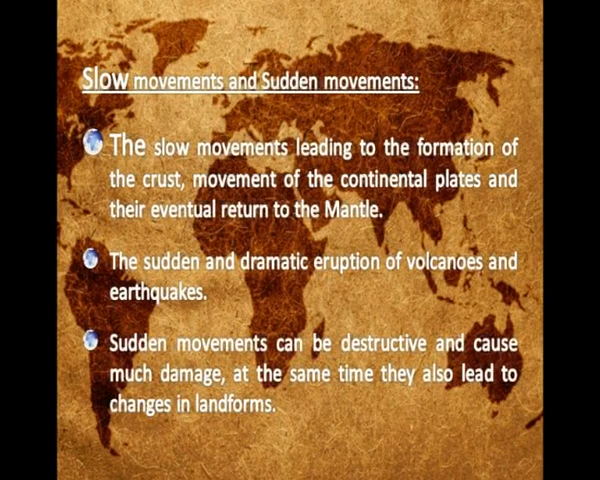 Slow movements and Sudden movements:
The slow movements leading to the formation of
the crust, movement of the continental plates and
their eventual return to the Mantle.
The sudden and dramatic eruption of volcanoes and
earthquakes.
Sudden movements can be destructive and cause
much damage, at the same time they also lead to
changes in landforms.